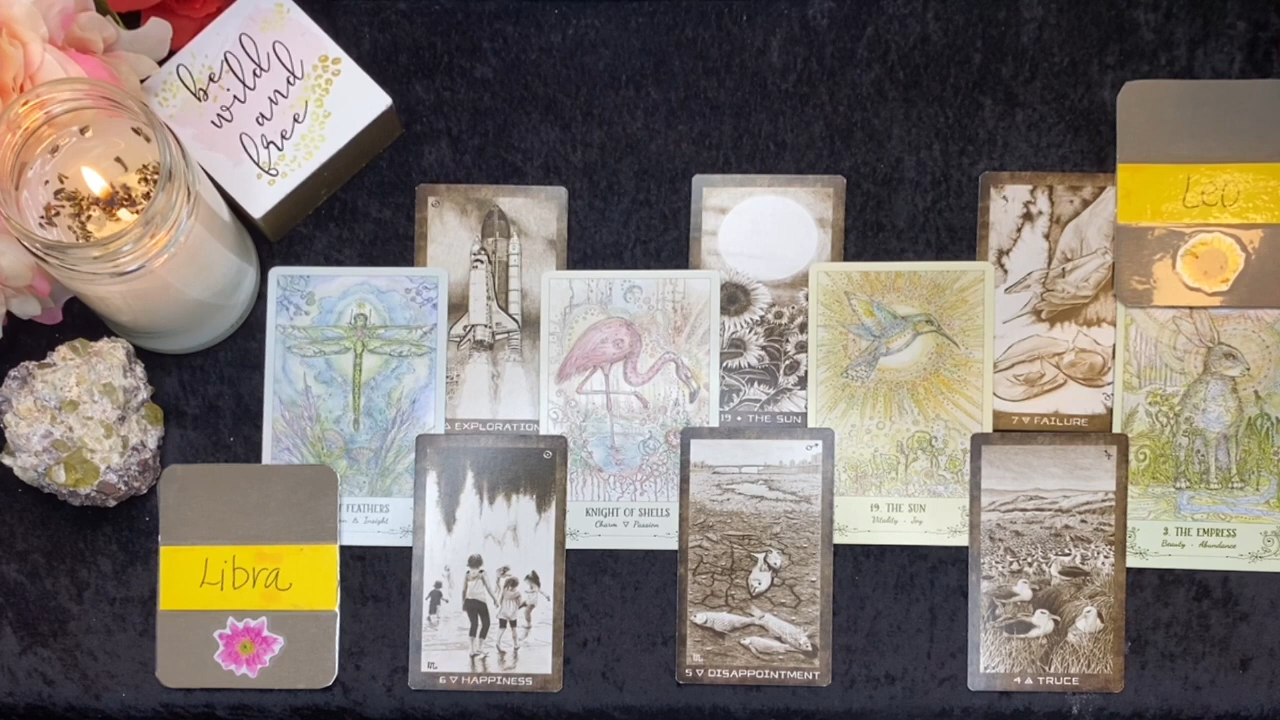 be
wild
and
free
Leo
EXPLORATION
19 • THE SUN
7 ▽ FAILURE
FEATHERS
& Insight
KNIGHT OF SHELLS
Charm ▽ Passion
19. THE SUN
Vitality · Joy
3. THE EMPRESS
Beauty · Abundance
Libra
6 ▽ HAPPINESS
5 ▽ DISAPPOINTMENT
4 △ TRUCE